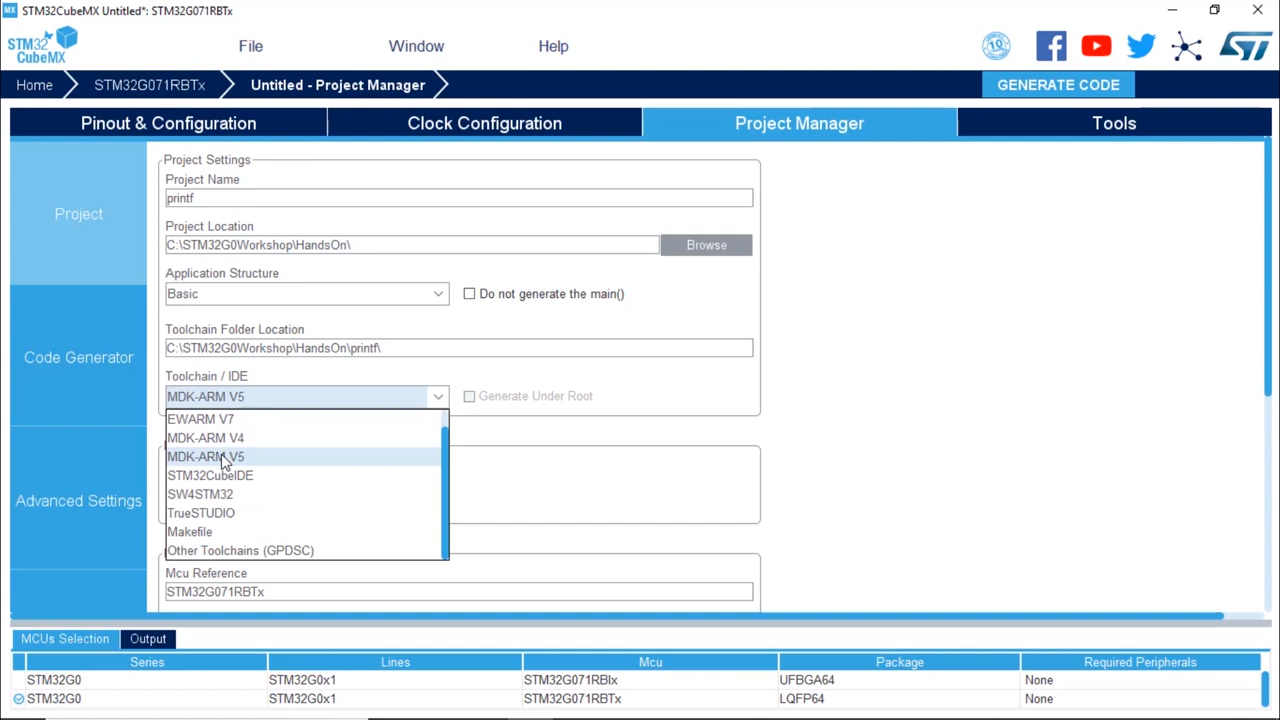 MX STM32CubeMX Untitled*: STM32G071RBTx
STM32
CubeMX
File Window Help
10
Home STM32G071RBTx Untitled - Project Manager GENERATE CODE
Pinout & Configuration Clock Configuration Project Manager Tools
Project
Code Generator
Advanced Settings
Project Settings
Project Name
printf
Project Location
C:\STM32G0Workshop\HandsOn\ Browse
Application Structure
Basic Do not generate the main()
Toolchain Folder Location
C:\STM32G0Workshop\HandsOn\printf\
Toolchain / IDE
MDK-ARM V5 Generate Under Root
EWARM V7
MDK-ARM V4
MDK-ARM V5
STM32CubeIDE
SW4STM32
TrueSTUDIO
Makefile
Other Toolchains (GPDSC)
Mcu Reference
STM32G071RBTx
MCUs Selection Output
Series Lines Mcu Package Required Peripherals
STM32G0 STM32G0x1 STM32G071RBIx UFBGA64 None
STM32G0 STM32G0x1 STM32G071RBTx LQFP64 None